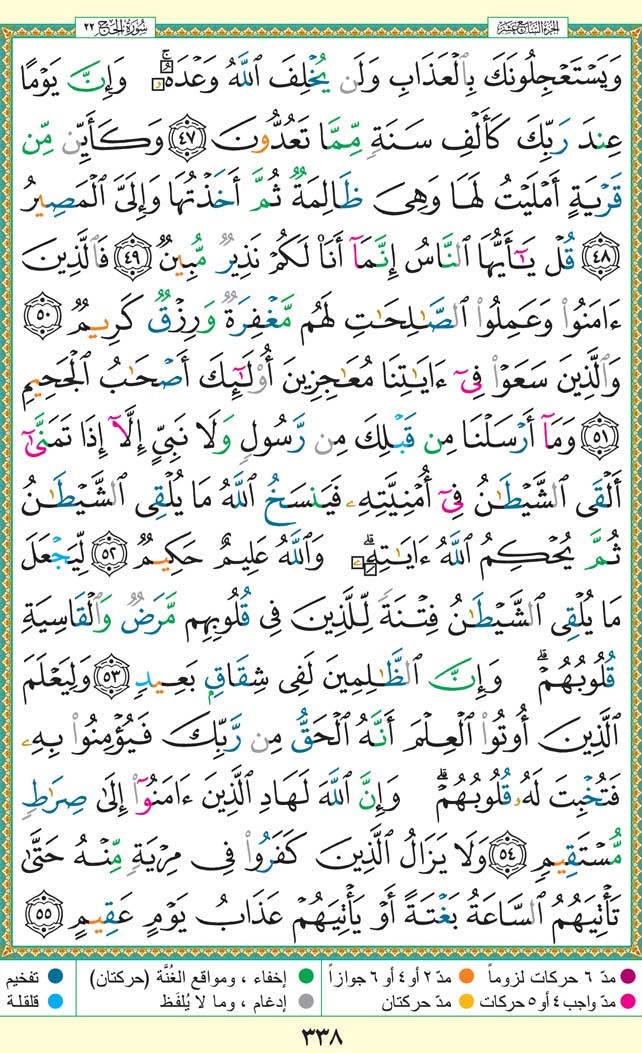 سُورَةُ الحَجِّ ٢٢
الجزء السابع عشر
وَيَسْتَعْجِلُونَكَ بِٱلْعَذَابِ وَلَن يُخْلِفَ ٱللَّهُ وَعْدَهُۥۚ وَإِنَّ يَوْمًا
عِندَ رَبِّكَ كَأَلْفِ سَنَةٍۢ مِّمَّا تَعُدُّونَ ٤٧ وَكَأَيِّن مِّن
قَرْيَةٍ أَمْلَيْتُ لَهَا وَهِىَ ظَالِمَةٌ ثُمَّ أَخَذْتُهَا وَإِلَىَّ ٱلْمَصِيرُ
٤٨ قُلْ يَٰٓأَيُّهَا ٱلنَّاسُ إِنَّمَآ أَنَا۠ لَكُمْ نَذِيرٌ مُّبِينٌ ٤٩ فَٱلَّذِينَ
ءَامَنُوا۟ وَعَمِلُوا۟ ٱلصَّٰلِحَٰتِ لَهُم مَّغْفِرَةٌ وَرِزْقٌ كَرِيمٌ ٥٠
وَٱلَّذِينَ سَعَوْا۟ فِىٓ ءَايَٰتِنَا مُعَٰجِزِينَ أُو۟لَٰٓئِكَ أَصْحَٰبُ ٱلْجَحِيمِ
٥١ وَمَآ أَرْسَلْنَا مِن قَبْلِكَ مِن رَّسُولٍ وَلَا نَبِىٍّ إِلَّآ إِذَا تَمَنَّىٰٓ
أَلْقَى ٱلشَّيْطَٰنُ فِىٓ أُمْنِيَّتِهِۦ فَيَنسَخُ ٱللَّهُ مَا يُلْقِى ٱلشَّيْطَٰنُ
ثُمَّ يُحْكِمُ ٱللَّهُ ءَايَٰتِهِۦۗ وَٱللَّهُ عَلِيمٌ حَكِيمٌ ٥٢ لِّيَجْعَلَ
مَا يُلْقِى ٱلشَّيْطَٰنُ فِتْنَةً لِّلَّذِينَ فِى قُلُوبِهِم مَّرَضٌ وَٱلْقَاسِيَةِ
قُلُوبُهُمْۗ وَإِنَّ ٱلظَّٰلِمِينَ لَفِى شِقَاقٍۭ بَعِيدٍ ٥٣ وَلِيَعْلَمَ
ٱلَّذِينَ أُوتُوا۟ ٱلْعِلْمَ أَنَّهُ ٱلْحَقُّ مِن رَّبِّكَ فَيُؤْمِنُوا۟ بِهِۦ
فَتُخْبِتَ لَهُۥ قُلُوبُهُمْۗ وَإِنَّ ٱللَّهَ لَهَادِ ٱلَّذِينَ ءَامَنُوٓا۟ إِلَىٰ صِرَٰطٍ
مُّسْتَقِيمٍ ٥٤ وَلَا يَزَالُ ٱلَّذِينَ كَفَرُوا۟ فِى مِرْيَةٍ مِّنْهُ حَتَّىٰ
تَأْتِيَهُمُ ٱلسَّاعَةُ بَغْتَةً أَوْ يَأْتِيَهُمْ عَذَابُ يَوْمٍ عَقِيمٍ ٥٥
مدّ ٦ حركات لزوماً
مدّ ٢ أو ٤ أو ٦ جوازاً
إخفاء ، ومواقع الغُنَّة (حركتان)
تفخيم
مدّ واجب ٤ أو ٥ حركات
مدّ حركتان
إدغام ، وما لا يُلفَظ
قلقلة
٣٣٨